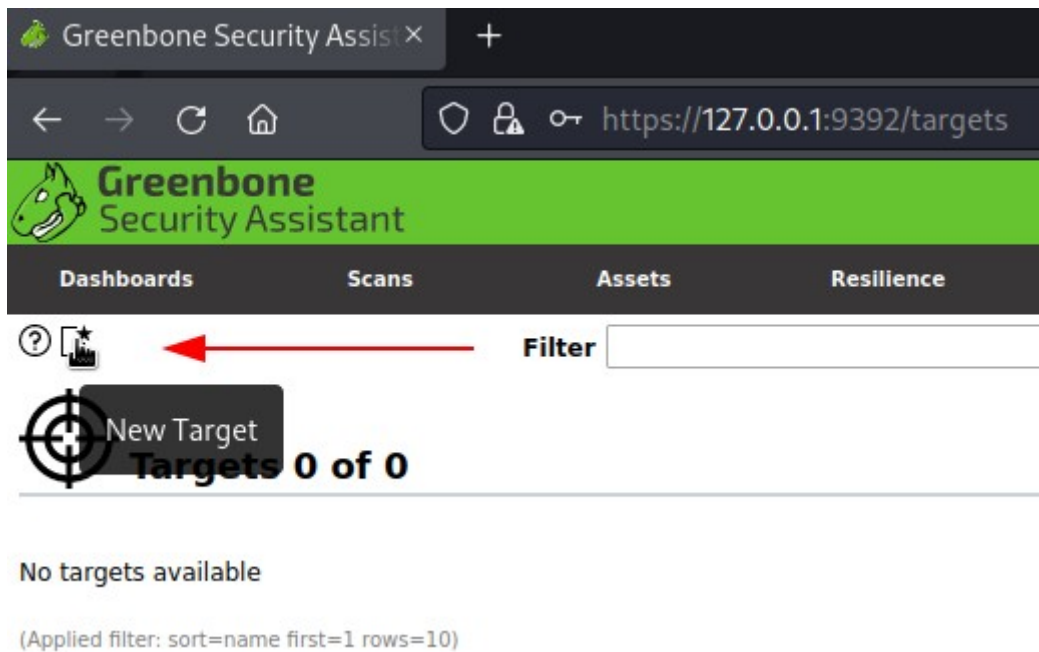 Greenbone Security Assist
https://127.0.0.1:9392/targets
Greenbone
Security Assistant
Dashboards Scans Assets Resilience
Filter
New Target
Targets 0 of 0
No targets available
(Applied filter: sort=name first=1 rows=10)